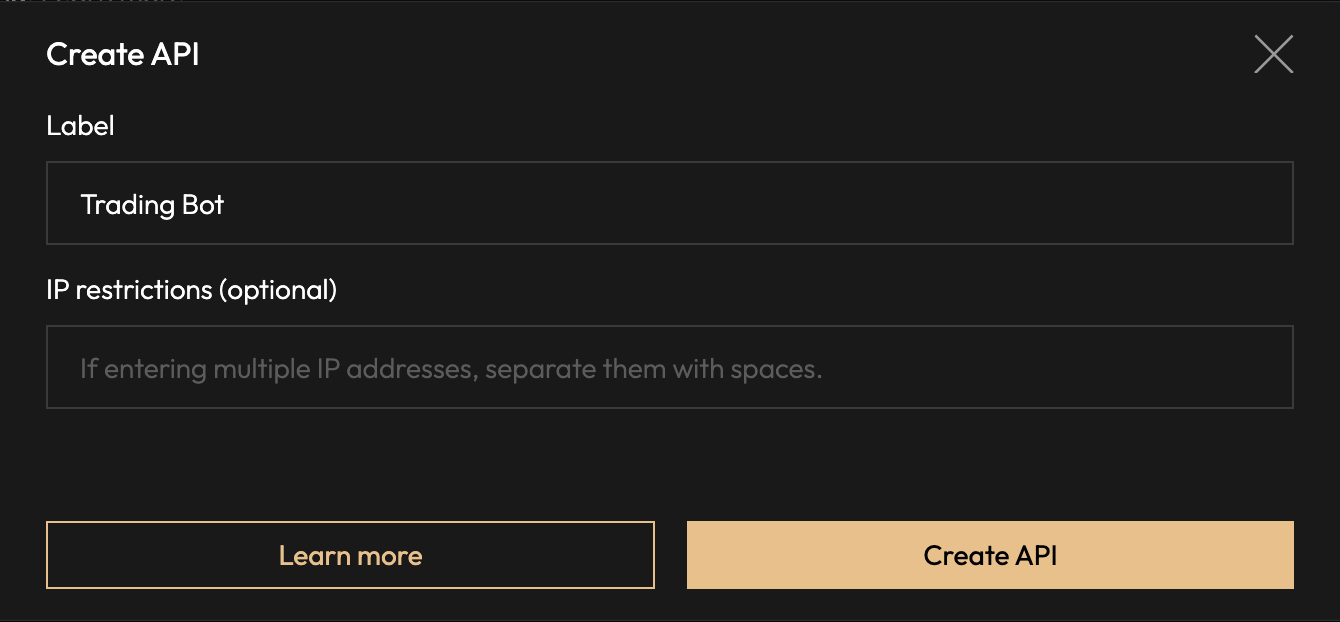 Create API
Label
Trading Bot
IP restrictions (optional)
If entering multiple IP addresses, separate them with spaces.
Learn more
Create API